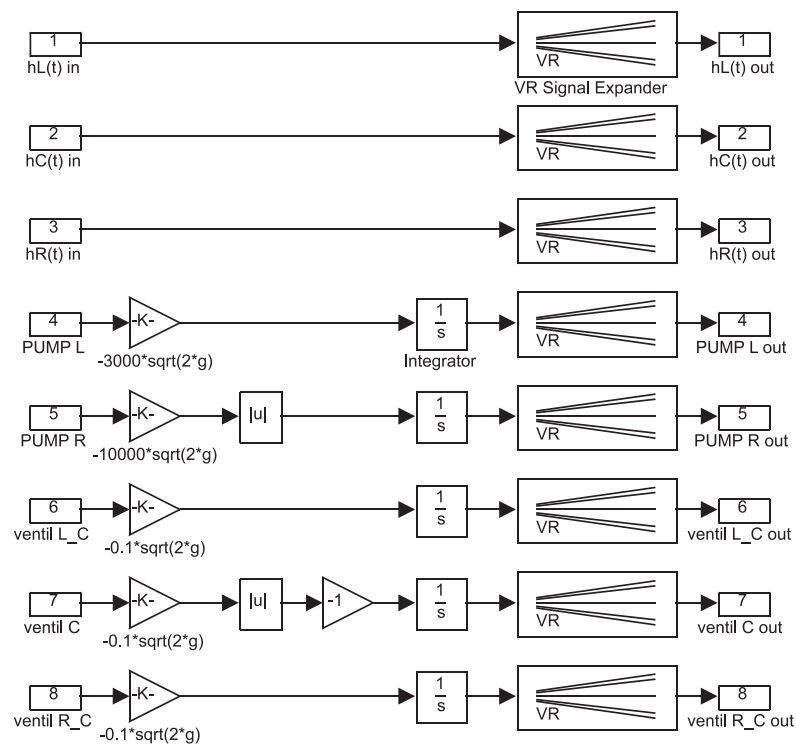 1
hL(t) in
VR
VR Signal Expander
1
hL(t) out
2
hC(t) in
VR
2
hC(t) out
3
hR(t) in
VR
3
hR(t) out
4
PUMP L
-K-
-3000*sqrt(2*g)
1
s
Integrator
VR
4
PUMP L out
5
PUMP R
-K-
-10000*sqrt(2*g)
|u|
1
s
VR
5
PUMP R out
6
ventil L_C
-K-
-0.1*sqrt(2*g)
1
s
VR
6
ventil L_C out
7
ventil C
-K-
-0.1*sqrt(2*g)
|u|
-1
1
s
VR
7
ventil C out
8
ventil R_C
-K-
-0.1*sqrt(2*g)
1
s
VR
8
ventil R_C out